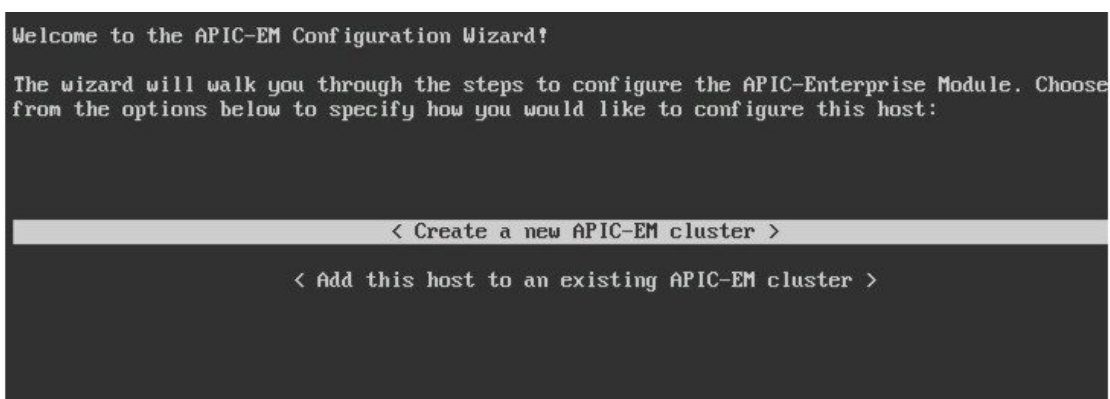 Welcome to the APIC-EM Configuration Wizard!
The wizard will walk you through the steps to configure the APIC-Enterprise Module. Choose
from the options below to specify how you would like to configure this host:
< Create a new APIC-EM cluster >
< Add this host to an existing APIC-EM cluster >